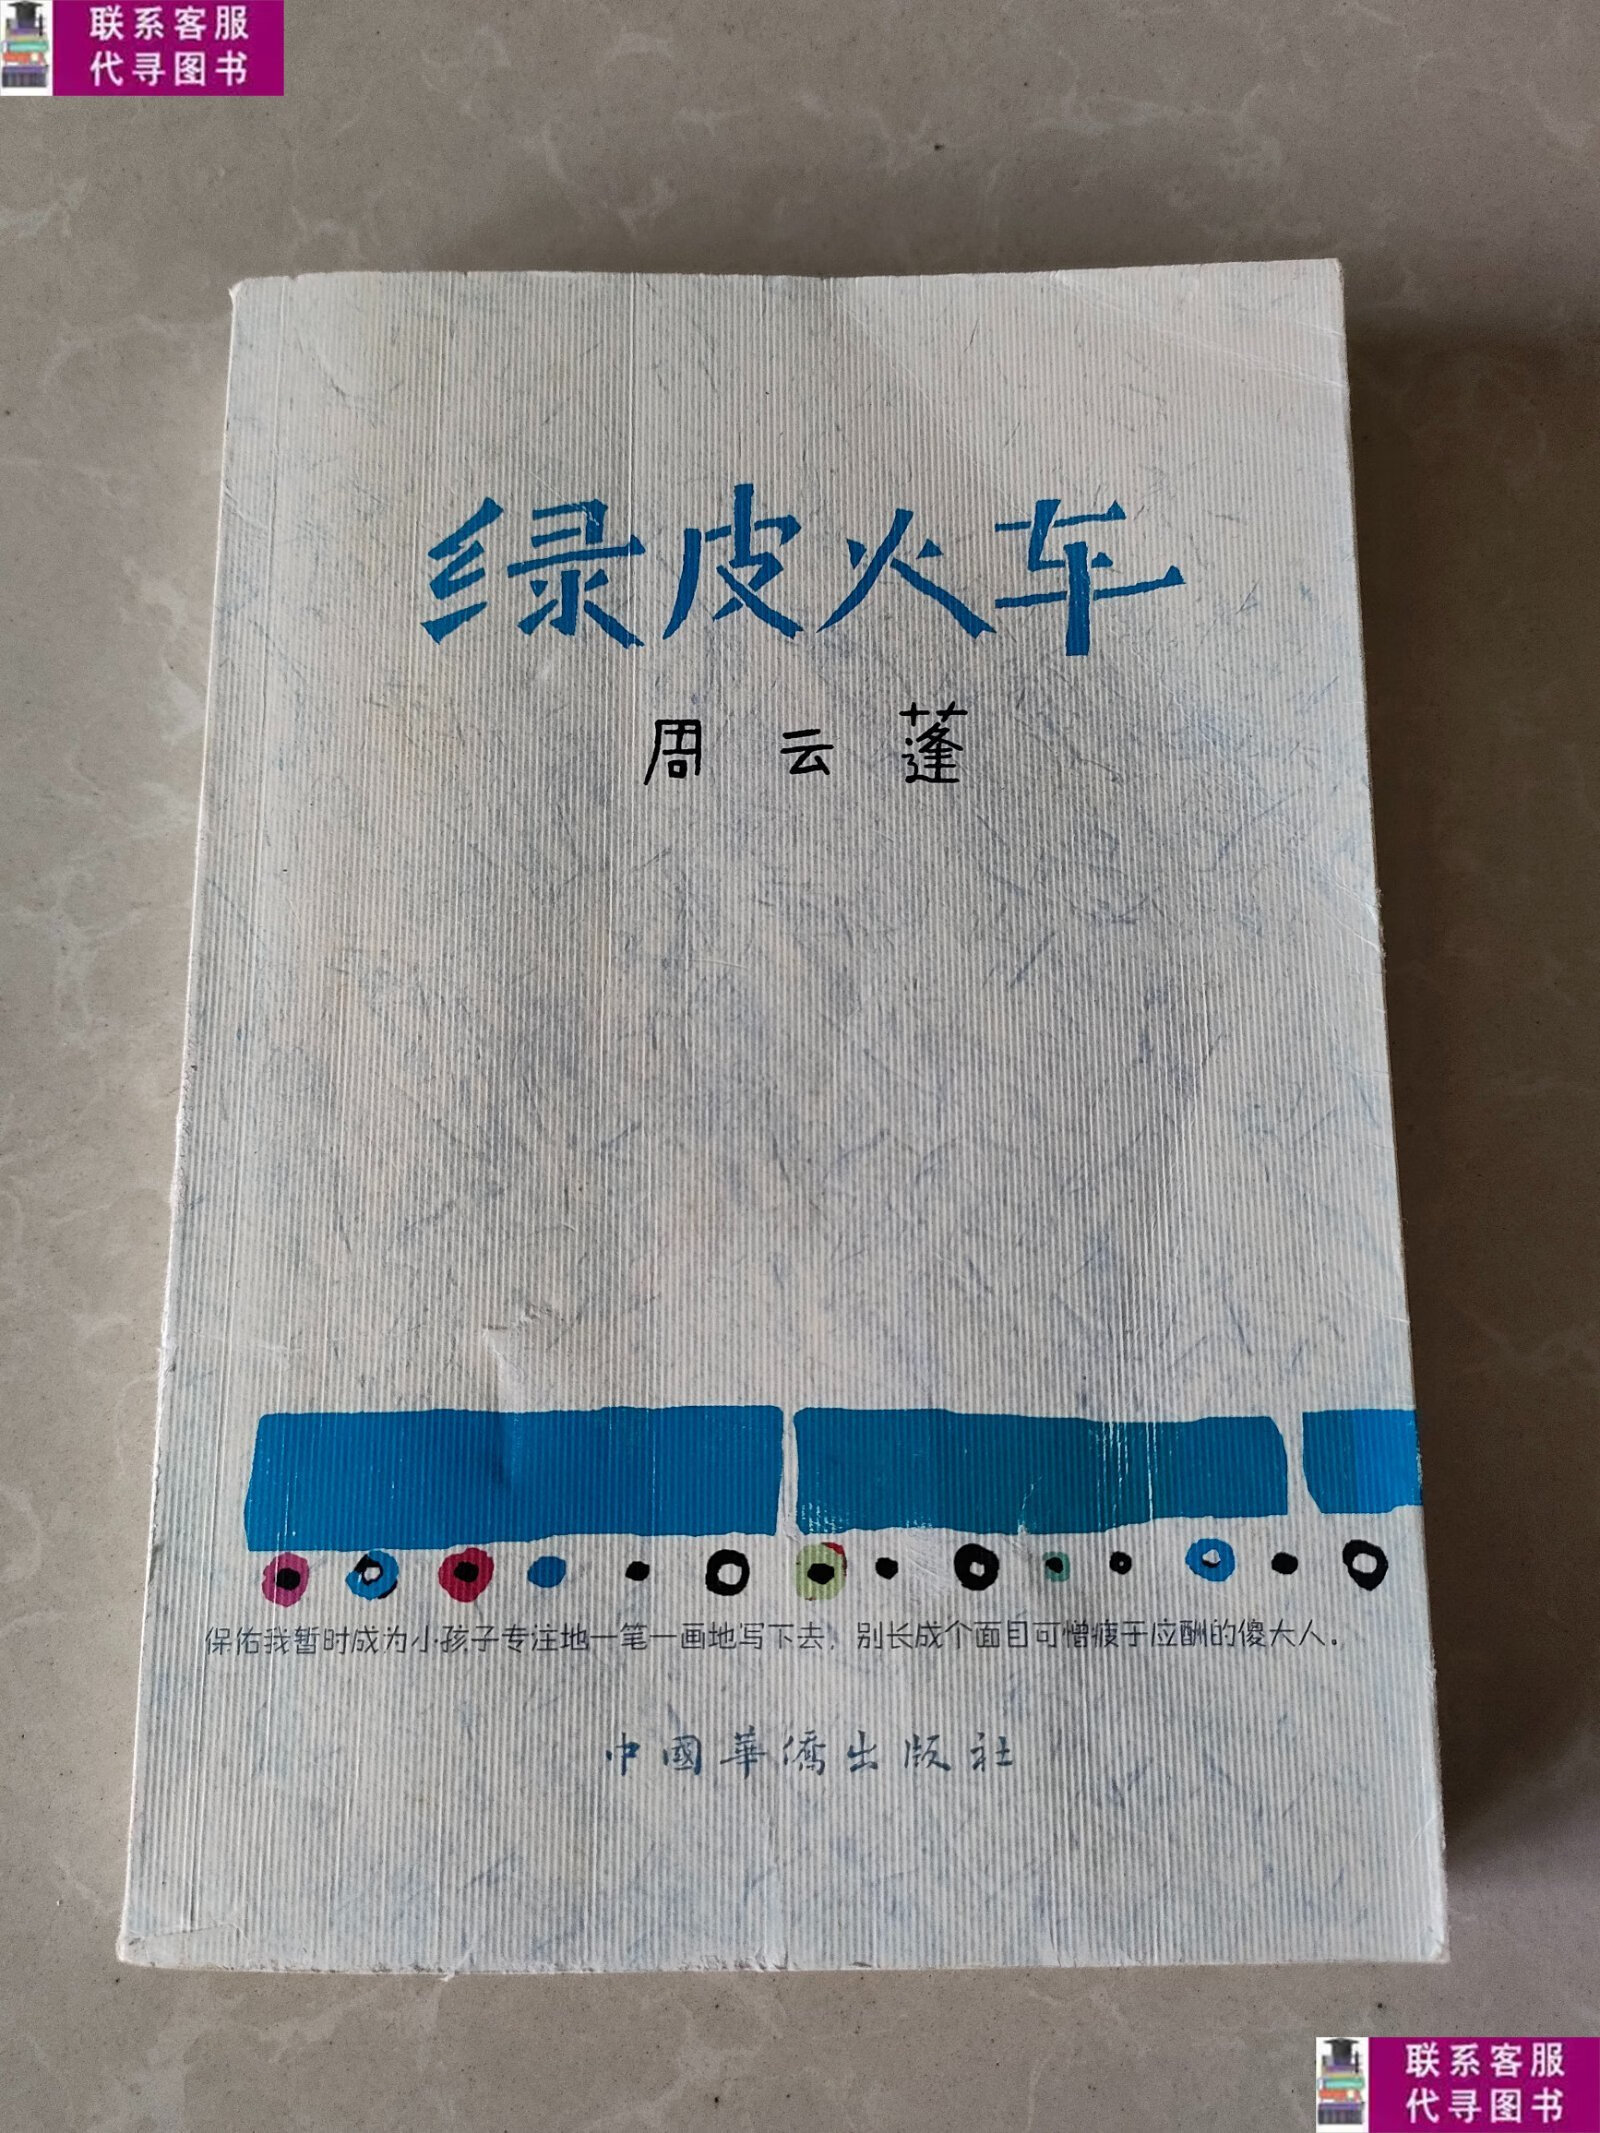 联系客服
代寻图书
绿皮火车
周云蓬
保佑我暂时成为小孩子专注地一笔一画地写下去，别长成个面目可憎疲于应酬的傻大人。
中國華僑出版社
联系客服
代寻图书